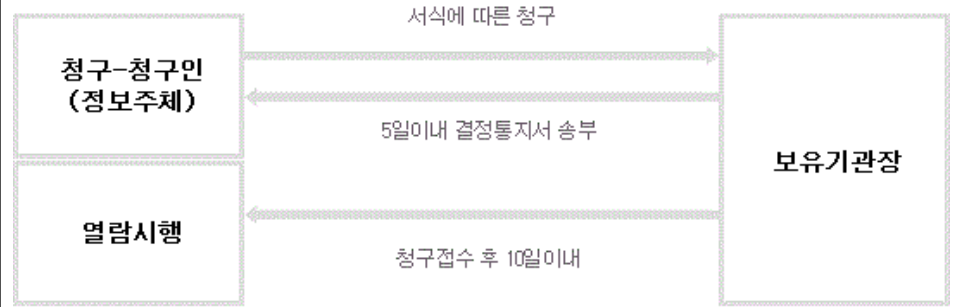 서식에 따른 청구
청구-청구인
(정보주체)
5일이내 결정통지서 송부
보유기관장
열람시행
청구접수 후 10일이내